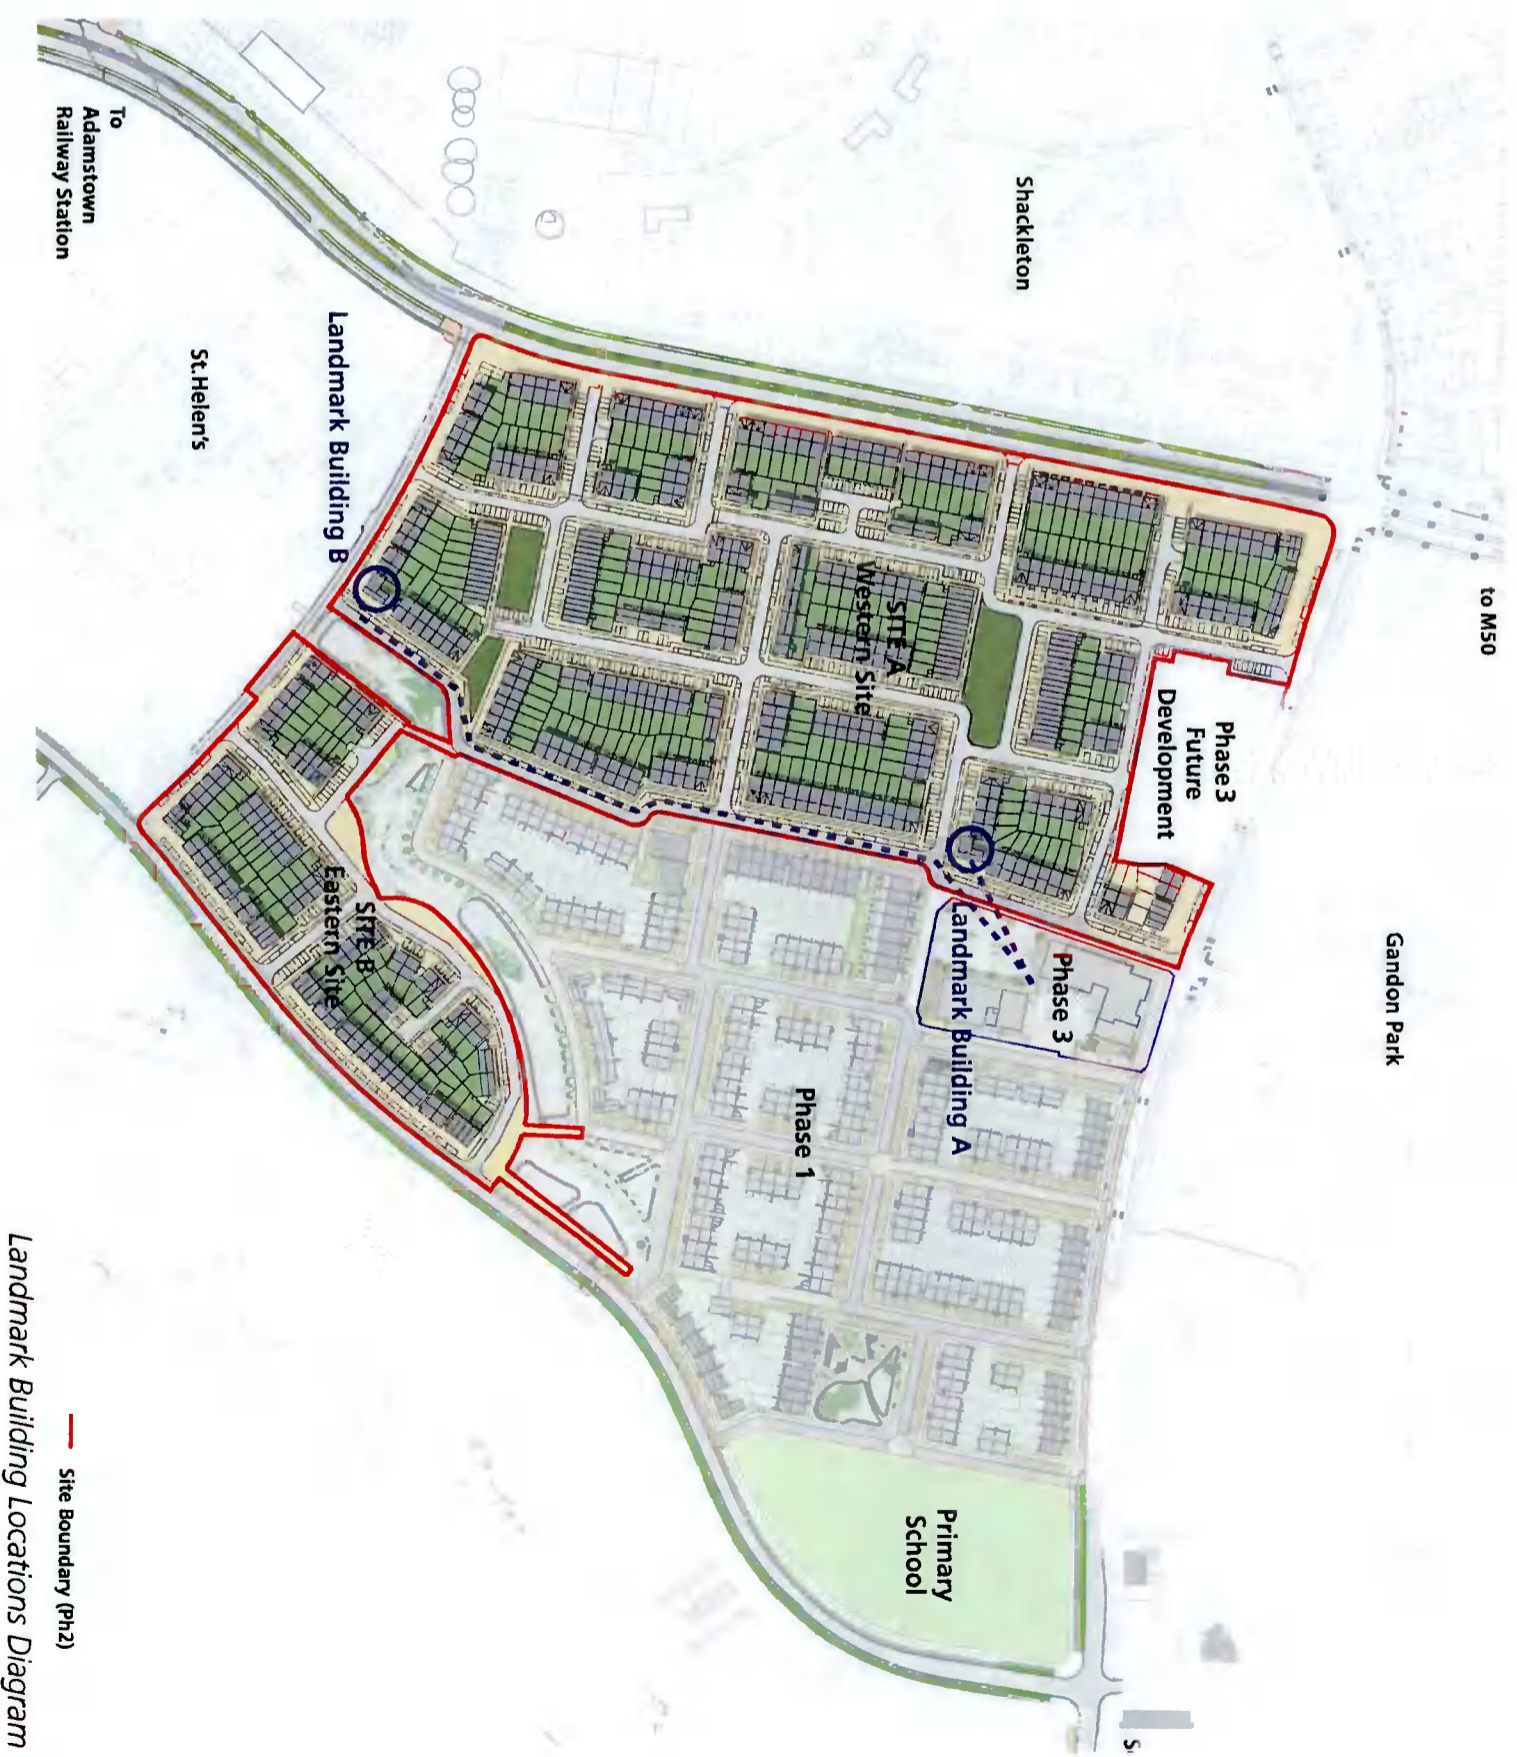 to M50
Gandon Park
Phase3
Future
Development
Shackleton
Phase 3
Landmark Building A
Primary
School
SITE A
Western Site
Phase 1
SITE B
Eastern Site
Landmark Building B
St.Helen's
To
Adamstown
Railway Station
Site Boundary (Ph2)
Landmark Building Locations Diagram